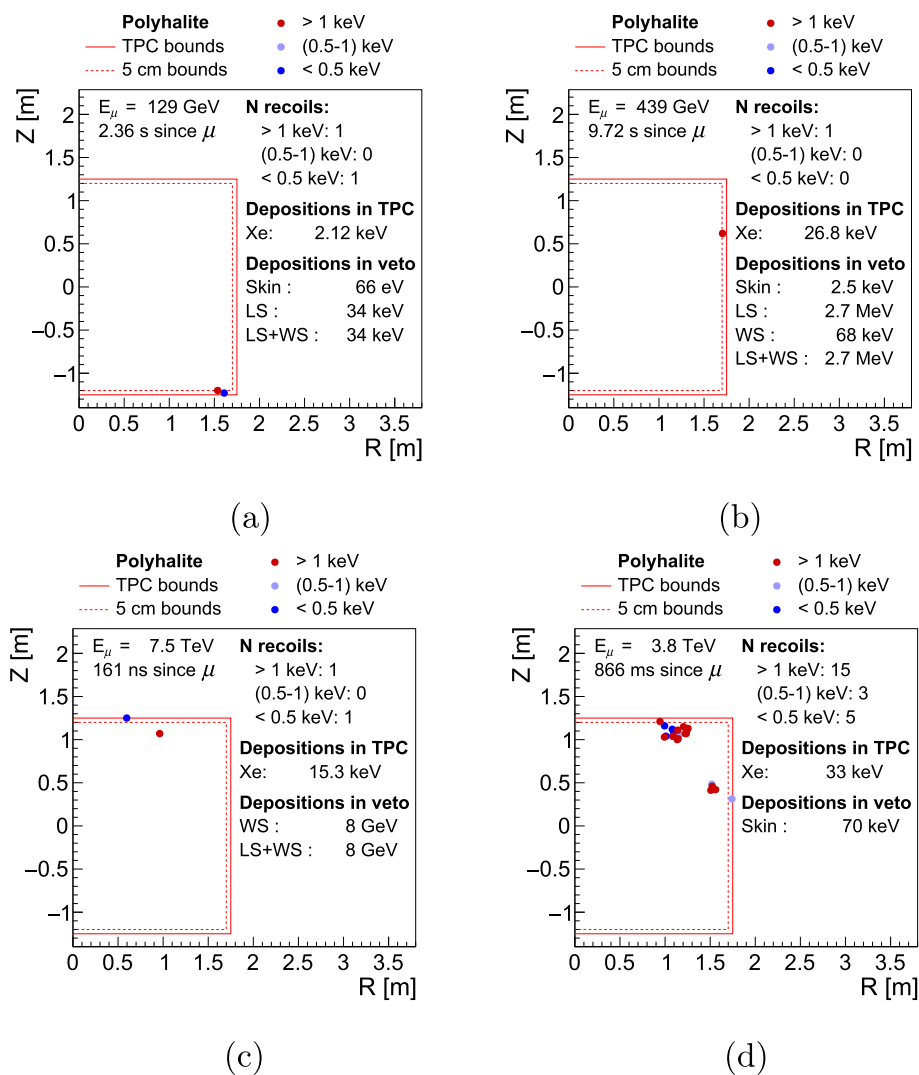 Polyhalite
TPC bounds
5 cm bounds
> 1 keV
(0.5-1) keV
< 0.5 keV
Z [m]
2
1.5
1
0.5
0
−0.5
−1
E_μ = 129 GeV
2.36 s since μ
N recoils:
> 1 keV: 1
(0.5-1) keV: 0
< 0.5 keV: 1
Depositions in TPC
Xe: 2.12 keV
Depositions in veto
Skin : 66 eV
LS : 34 keV
LS+WS : 34 keV
0 0.5 1 1.5 2 2.5 3 3.5
R [m]
(a)
Polyhalite
TPC bounds
5 cm bounds
> 1 keV
(0.5-1) keV
< 0.5 keV
Z [m]
2
1.5
1
0.5
0
−0.5
−1
E_μ = 439 GeV
9.72 s since μ
N recoils:
> 1 keV: 1
(0.5-1) keV: 0
< 0.5 keV: 0
Depositions in TPC
Xe: 26.8 keV
Depositions in veto
Skin : 2.5 keV
LS : 2.7 MeV
WS : 68 keV
LS+WS : 2.7 MeV
0 0.5 1 1.5 2 2.5 3 3.5
R [m]
(b)
Polyhalite
TPC bounds
5 cm bounds
> 1 keV
(0.5-1) keV
< 0.5 keV
Z [m]
2
1.5
1
0.5
0
−0.5
−1
E_μ = 7.5 TeV
161 ns since μ
N recoils:
> 1 keV: 1
(0.5-1) keV: 0
< 0.5 keV: 1
Depositions in TPC
Xe: 15.3 keV
Depositions in veto
WS : 8 GeV
LS+WS : 8 GeV
0 0.5 1 1.5 2 2.5 3 3.5
R [m]
(c)
Polyhalite
TPC bounds
5 cm bounds
> 1 keV
(0.5-1) keV
< 0.5 keV
Z [m]
2
1.5
1
0.5
0
−0.5
−1
E_μ = 3.8 TeV
866 ms since μ
N recoils:
> 1 keV: 15
(0.5-1) keV: 3
< 0.5 keV: 5
Depositions in TPC
Xe: 33 keV
Depositions in veto
Skin : 70 keV
0 0.5 1 1.5 2 2.5 3 3.5
R [m]
(d)